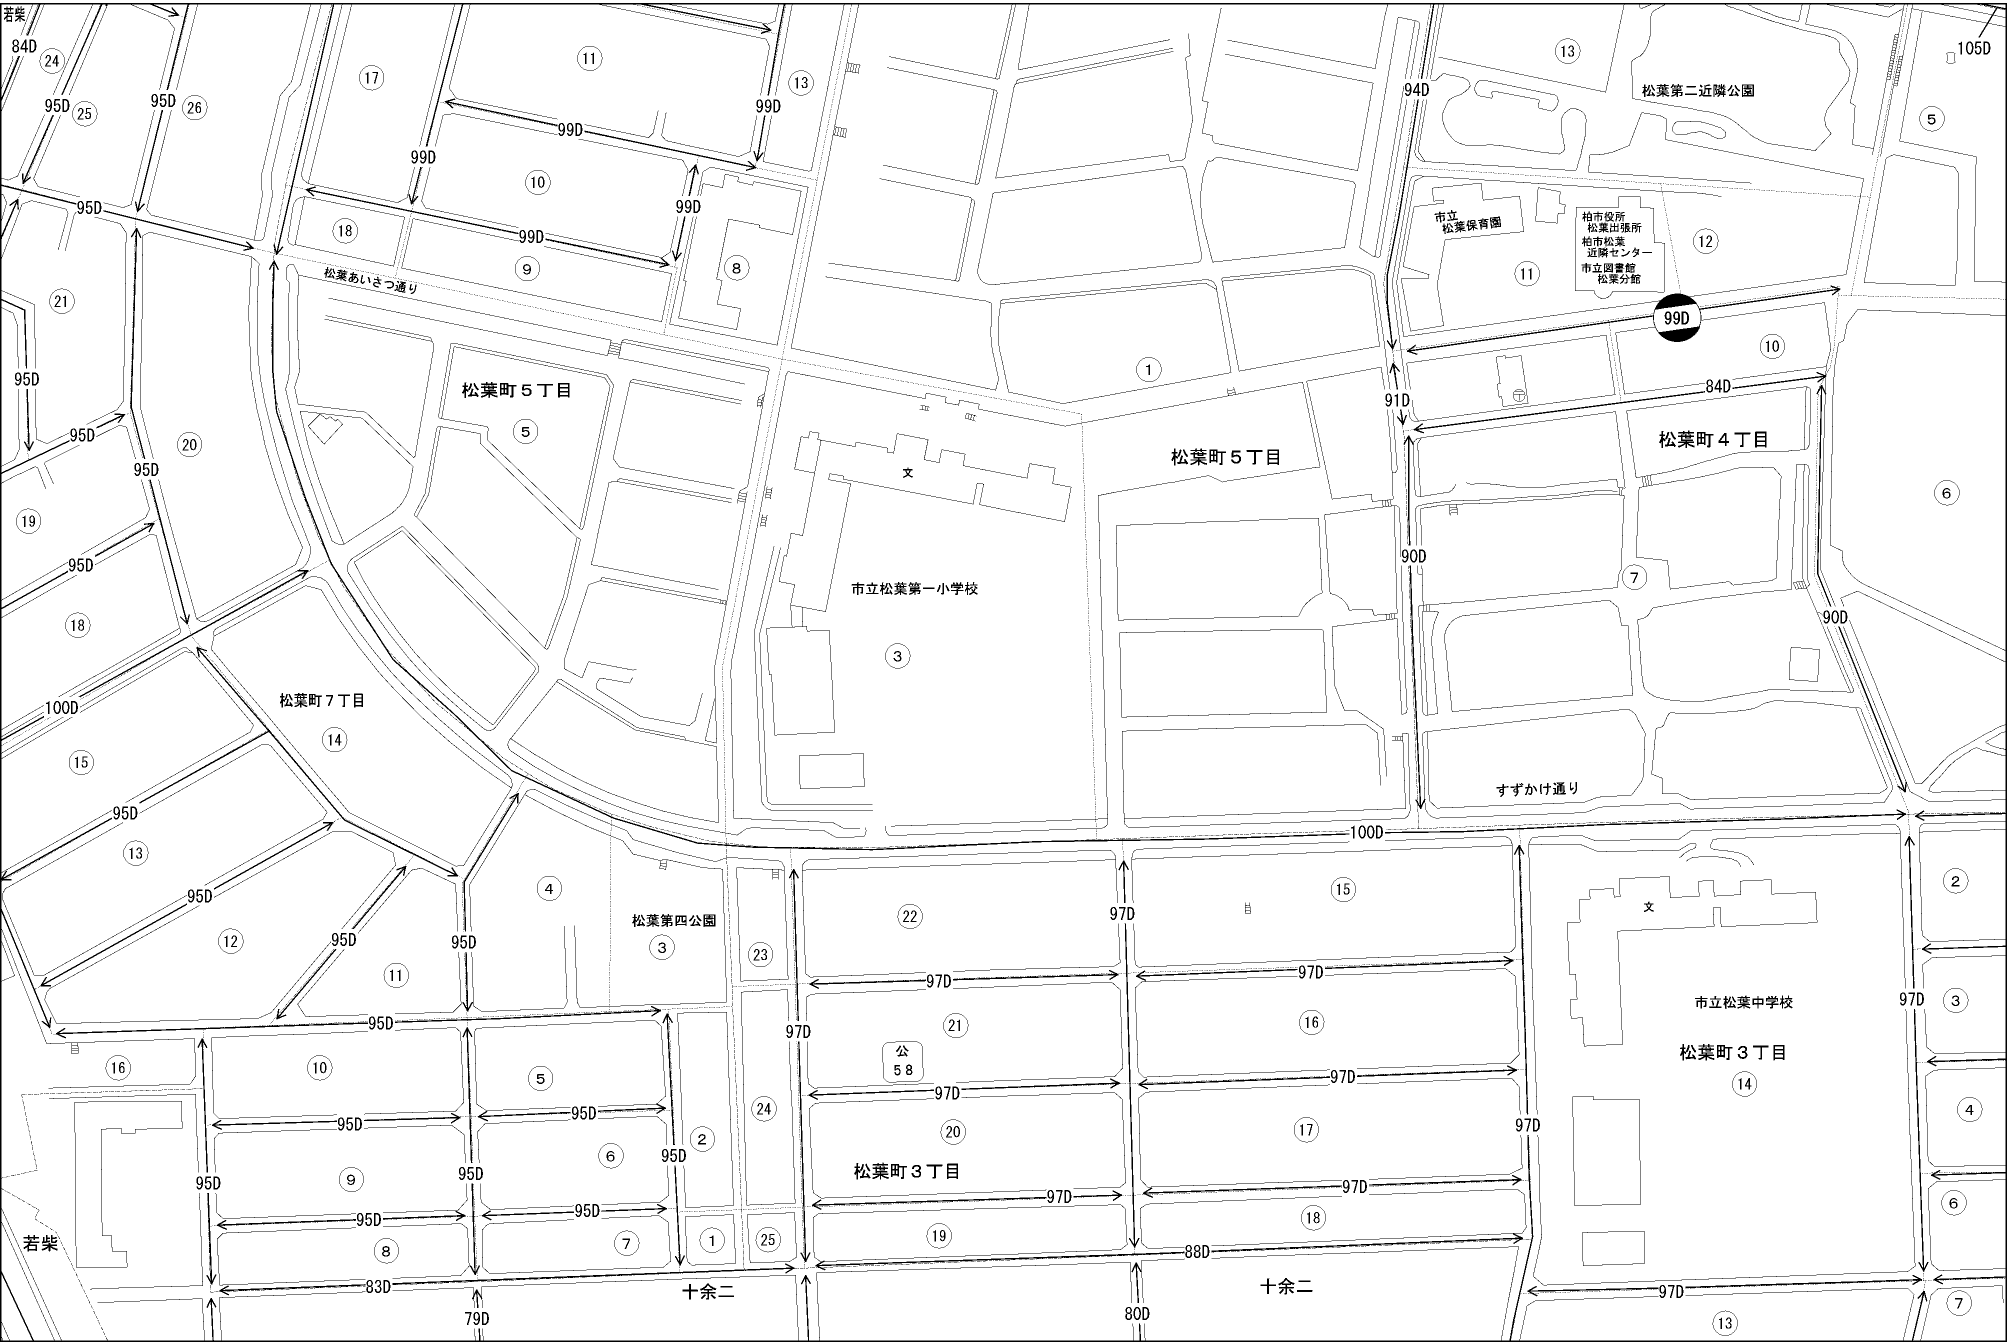 若柴
84D
24
95D
25
95D
26
17
11
99D
13
99D
99D
10
99D
94D
13
松葉第二近隣公園
105D
5
95D
18
99D
9
松葉あいさつ通り
8
市立
松葉保育園
柏市役所
松葉出張所
柏市松葉
近隣センター
市立図書館
松葉分館
12
11
99D
10
21
95D
1
91D
84D
松葉町５丁目
5
松葉町５丁目
松葉町４丁目
95D
20
95D
文
6
19
95D
90D
7
市立松葉第一小学校
18
3
90D
100D
松葉町７丁目
14
15
すずかけ通り
95D
13
100D
95D
12
95D
95D
4
松葉第四公園
3
11
23
22
97D
15
文
2
97D
97D
95D
97D
21
16
市立松葉中学校
97D
3
松葉町３丁目
14
公
58
16
10
5
97D
97D
95D
95D
24
2
20
17
97D
4
95D
9
95D
6
95D
松葉町３丁目
97D
97D
95D
95D
8
7
1
25
19
18
6
若柴
83D
88D
十余二
十余二
97D
79D
80D
13
7